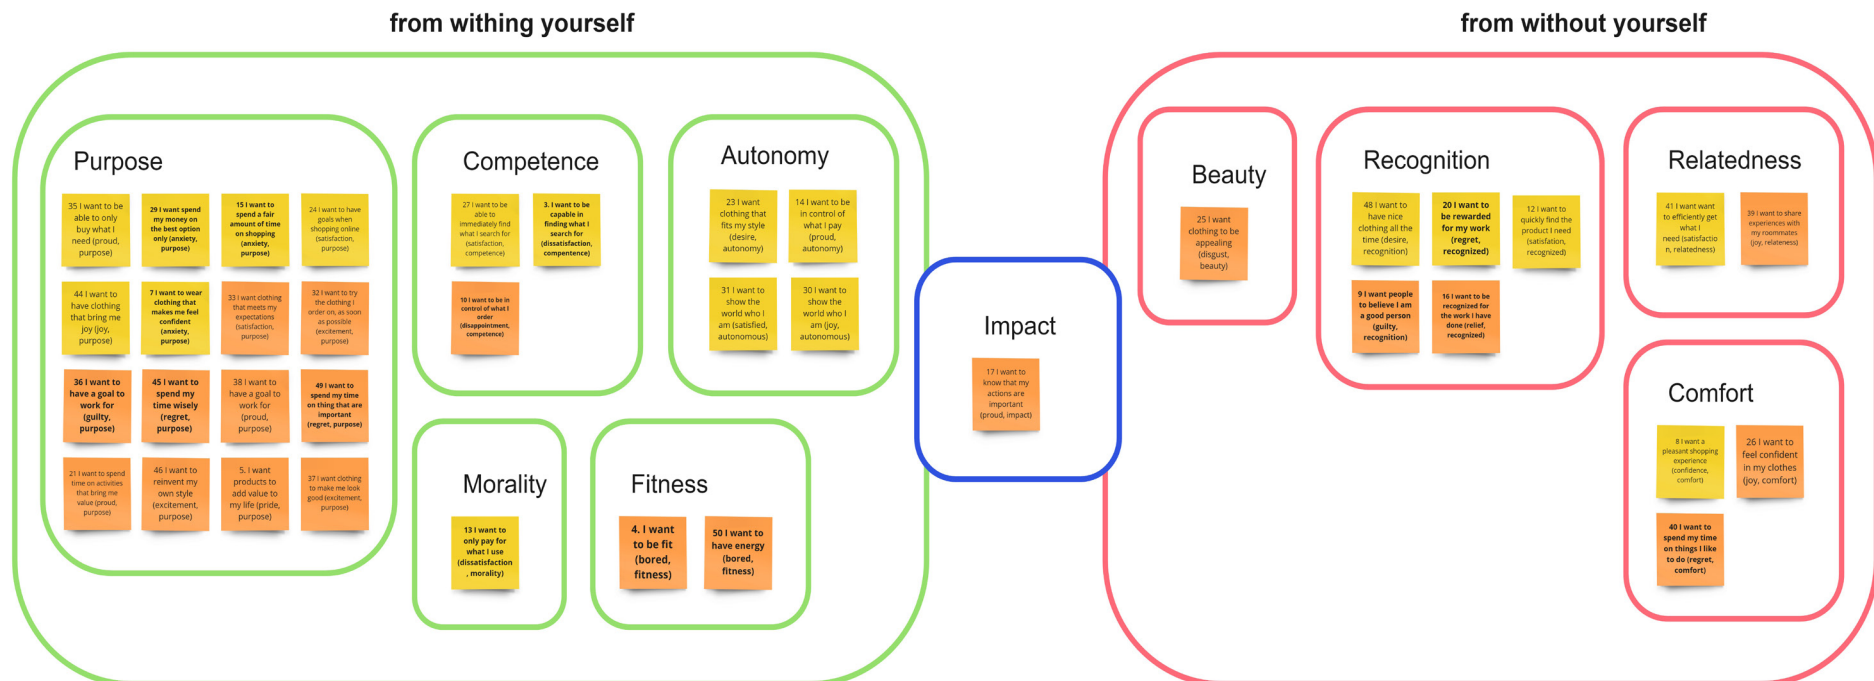 from withing yourself
from without yourself
Purpose
35 I want to be
able to only
buy what I
need (proud,
purpose)
29 I want spend
my money on
the best option
only (anxiety,
purpose)
15 I want to
spend a fair
amount of time
on shopping
(anxiety,
purpose)
24 I want to have
goals when
shopping online
(satisfaction,
purpose)
44 I want to
have clothing
that bring me
joy (joy,
purpose)
7 I want to wear
clothing that
makes me feel
confident
(anxiety,
purpose)
33 I want clothing
that meets my
expectations
(satisfaction,
purpose)
32 I want to try
the clothing I
order on, as soon
as possible
(excitement,
purpose)
36 I want to
have a goal to
work for
(guilty,
purpose)
45 I want to
spend my
time wisely
(regret,
purpose)
38 I want to
have a goal to
work for
(proud,
purpose)
49 I want to
spend my time
on thing that are
important
(regret, purpose)
21 I want to spend
time on activities
that bring me
value (proud,
purpose)
46 I want to
reinvent my
own style
(excitement,
purpose)
5. I want
products to
add value to
my life (pride,
purpose)
37 I want clothing
to make me look
good (excitement,
purpose)
Competence
27 I want to be
able to
immediately find
what I search for
(satisfaction,
competence)
3. I want to be
capable in
finding what I
search for
(dissatisfaction,
compentence)
10 I want to be in
control of what I
order
(disappointment,
competence)
Autonomy
23 I want
clothing that
fits my style
(desire,
autonomy)
14 I want to be
in control of
what I pay
(proud,
autonomy)
31 I want to
show the
world who I
am (satisfied,
autonomous)
30 I want to
show the
world who I
am (joy,
autonomous)
Morality
13 I want to
only pay for
what I use
(dissatisfaction
, morality)
Fitness
4. I want
to be fit
(bored,
fitness)
50 I want to
have energy
(bored,
fitness)
Impact
17 I want to
know that my
actions are
important
(proud, impact)
Beauty
25 I want
clothing to be
appealing
(disgust,
beauty)
Recognition
48 I want to
have nice
clothing all the
time (desire,
recognition)
20 I want to
be rewarded
for my work
(regret,
recognized)
12 I want to
quickly find the
product I need
(satisfation,
recognized)
9 I want people
to believe I am
a good person
(guilty,
recognition)
16 I want to be
recognized for
the work I have
done (relief,
recognized)
Relatedness
41 I want want
to efficiently get
what I
need (satisfactio
n, relatedness)
39 I want to share
experiences with
my roommates
(joy, relateness)
Comfort
8 I want a
pleasant shopping
experience
(confidence,
comfort)
26 I want to
feel confident
in my clothes
(joy, comfort)
40 I want to
spend my time
on things I like
to do (regret,
comfort)